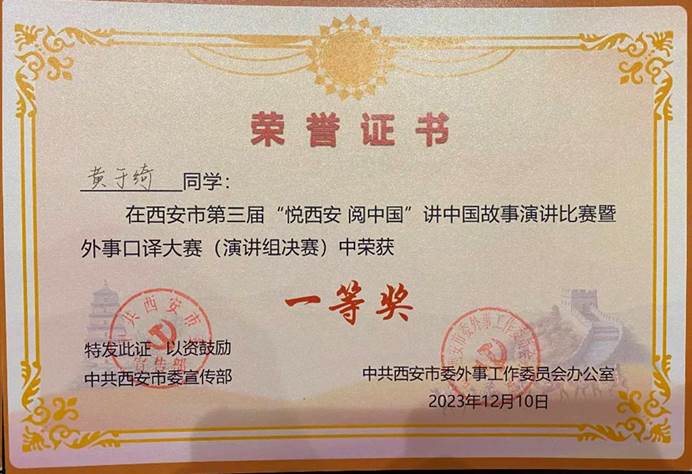 荣誉证书
黄于绮同学：
在西安市第三届“悦西安 阅中国”讲中国故事演讲比赛暨
外事口译大赛（演讲组决赛）中荣获
一等奖
特发此证 以资鼓励
中共西安市委宣传部
中共西安市委外事工作委员会办公室
2023年12月10日